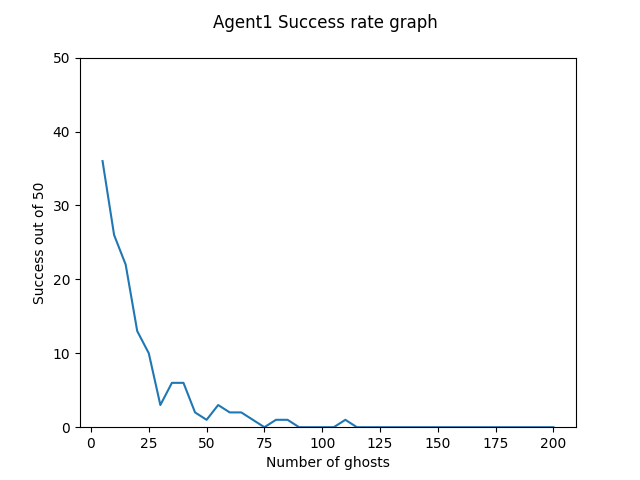 Agent1 Success rate graph
50
40
30
20
10
0
Success out of 50
0 25 50 75 100 125 150 175 200
Number of ghosts